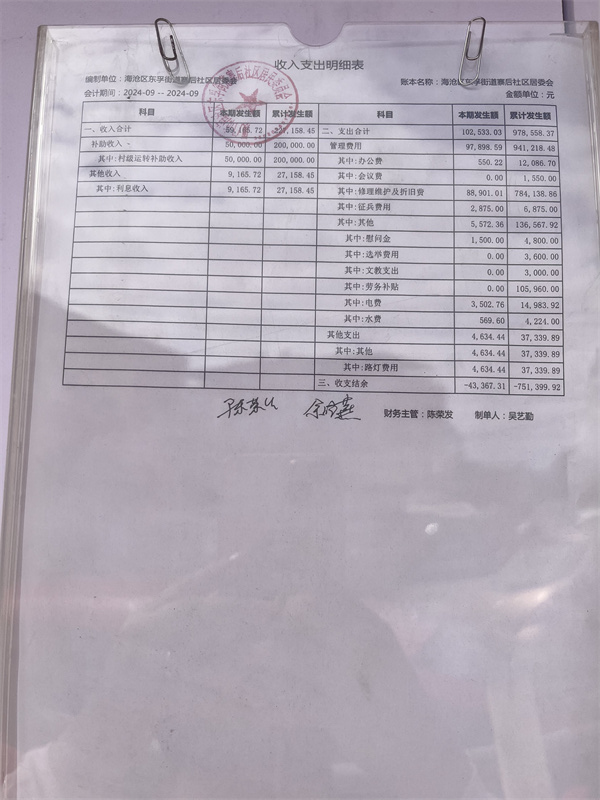 收入支出明细表
编制单位：海沧区东孚街道寨后社区居委会 账本名称：海沧区东孚街道寨后社区居委会
会计期间：2024-09 -- 2024-09 金额单位：元
科目 本期发生额 累计发生额 科目 本期发生额 累计发生额
一、收入合计 59,165.72 27,158.45 二、支出合计 102,533.03 978,558.37
补助收入 50,000.00 200,000.00 管理费用 97,898.59 941,218.48
其中:村级运转补助收入 50,000.00 200,000.00 其中:办公费 550.22 12,086.70
其他收入 9,165.72 27,158.45 其中:会议费 0.00 1,550.00
其中:利息收入 9,165.72 27,158.45 其中:修理维护及折旧费 88,901.01 784,138.86
其中:征兵费用 2,875.00 6,875.00
其中:其他 5,572.36 136,567.92
其中:慰问金 1,500.00 4,800.00
其中:选举费用 0.00 3,600.00
其中:文教支出 0.00 3,000.00
其中:劳务补贴 0.00 105,960.00
其中:电费 3,502.76 14,983.92
其中:水费 569.60 4,224.00
其他支出 4,634.44 37,339.89
其中:其他 4,634.44 37,339.89
其中:路灯费用 4,634.44 37,339.89
三、收支结余 -43,367.31 -751,399.92
财务主管：陈荣发 制单人：吴艺勤